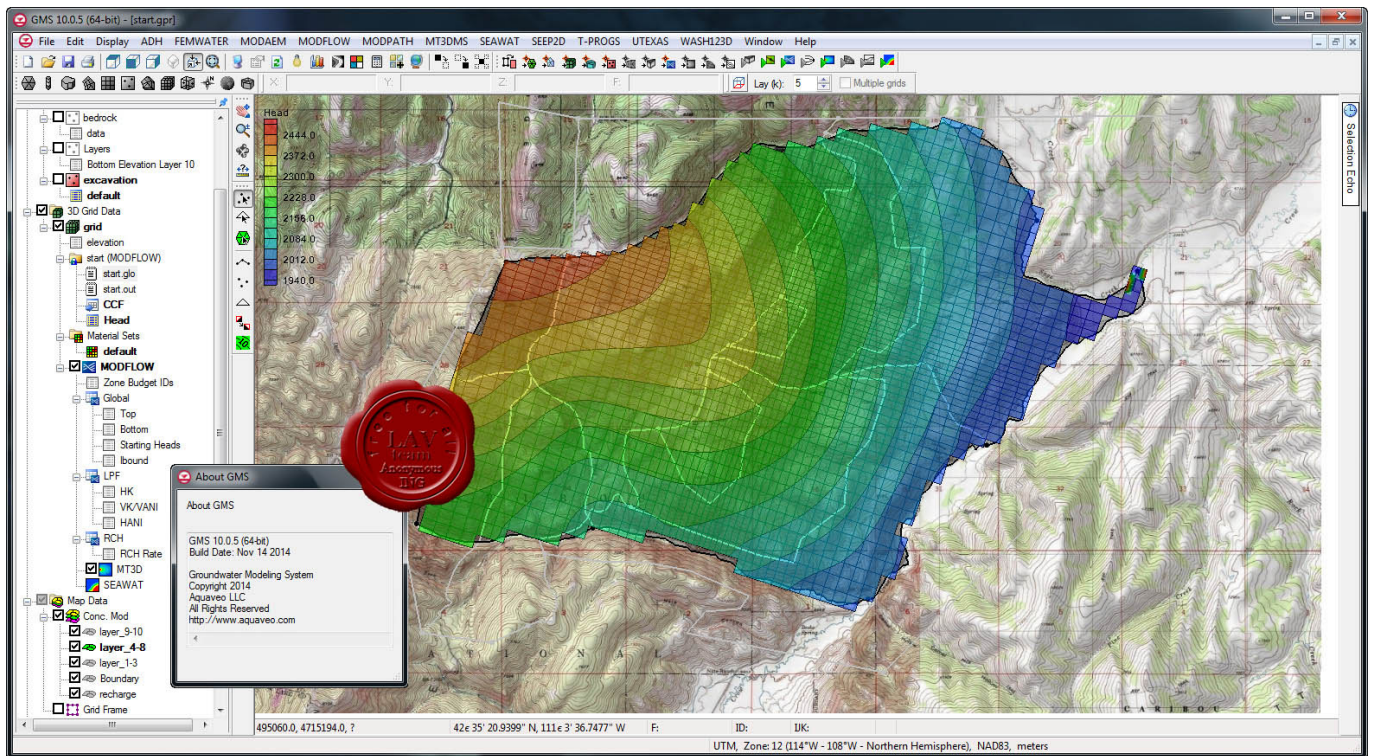 GMS 10.0.5 (64-bit) - [start.gpr]
File Edit Display ADH FEMWATER MODAEM MODFLOW MODPATH MT3DMS SEAWAT SEEP2D T-PROGS UTEXAS WASH123D Window Help
X: Y: Z: F: Lay (k): 5 Multiple grids
bedrock
data
Layers
Bottom Elevation Layer 10
excavation
default
3D Grid Data
grid
elevation
start (MODFLOW)
start.glo
start.out
CCF
Head
Material Sets
default
MODFLOW
Zone Budget IDs
Global
Top
Bottom
Starting Heads
Ibound
LPF
HK
VK/VANI
HANI
RCH
RCH Rate
MT3D
SEAWAT
Map Data
Conc. Mod
layer_9-10
layer_4-8
layer_1-3
Boundary
recharge
Grid Frame
Head
2444.0
2372.0
2300.0
2228.0
2156.0
2084.0
2012.0
1940.0
Selection Echo
LAV
team
Anonymous
ING
About GMS
About GMS
GMS 10.0.5 (64-bit)
Build Date: Nov 14 2014
Groundwater Modeling System
Copyright 2014
Aquaveo LLC
All Rights Reserved
http://www.aquaveo.com
A T I O N A L
C A R I B O U
495060.0, 4715194.0, ? 42є 35' 20.9399" N, 111є 3' 36.7477" W F: ID: IJK:
UTM, Zone: 12 (114°W - 108°W - Northern Hemisphere), NAD83, meters